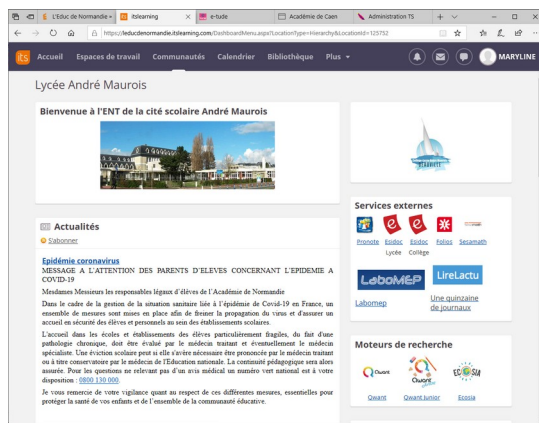 L'Educ de Normandie
itslearning
e-tude
Académie de Caen
Administration TS
https://leducdenormandie.itslearning.com/DashboardMenu.aspx?LocationType=Hierarchy&LocationId=125752
its Accueil Espaces de travail Communautés Calendrier Bibliothèque Plus MARYLINE
Lycée André Maurois
Bienvenue à l'ENT de la cité scolaire André Maurois
Actualités
S'abonner
Epidémie coronavirus
MESSAGE A L'ATTENTION DES PARENTS D'ELEVES CONCERNANT L'EPIDEMIE A
COVID-19
Mesdames Messieurs les responsables légaux d'élèves de l'Académie de Normandie
Dans le cadre de la gestion de la situation sanitaire liée à l'épidémie de Covid-19 en France, un
ensemble de mesures sont mises en place afin de freiner la propagation du virus et d'assurer un
accueil en sécurité des élèves et personnels au sein des établissements scolaires.
L'accueil dans les écoles et établissements des élèves particulièrement fragiles, du fait d'une
pathologie chronique, doit être évalué par le médecin traitant et éventuellement le médecin
spécialiste. Une éviction scolaire peut si elle s'avère nécessaire être prononcée par le médecin traitant
ou à titre conservatoire par le médecin de l'Education nationale. La continuité pédagogique sera alors
assurée. Pour les questions ne relevant pas d'un avis médical un numéro vert national est à votre
disposition : 0800 130 000.
Je vous remercie de votre vigilance quant au respect de ces différentes mesures, essentielles pour
protéger la santé de vos enfants et de l'ensemble de la communauté éducative.
Services externes
Pronote Esidoc Esidoc Folios Sesamath
Lycée Collège
LaboMEP
LireLactu
Labomep
Une quinzaine
de journaux
Moteurs de recherche
Qwant
Qwant
junior
ECOSIA
Qwant Qwant Junior Ecosia